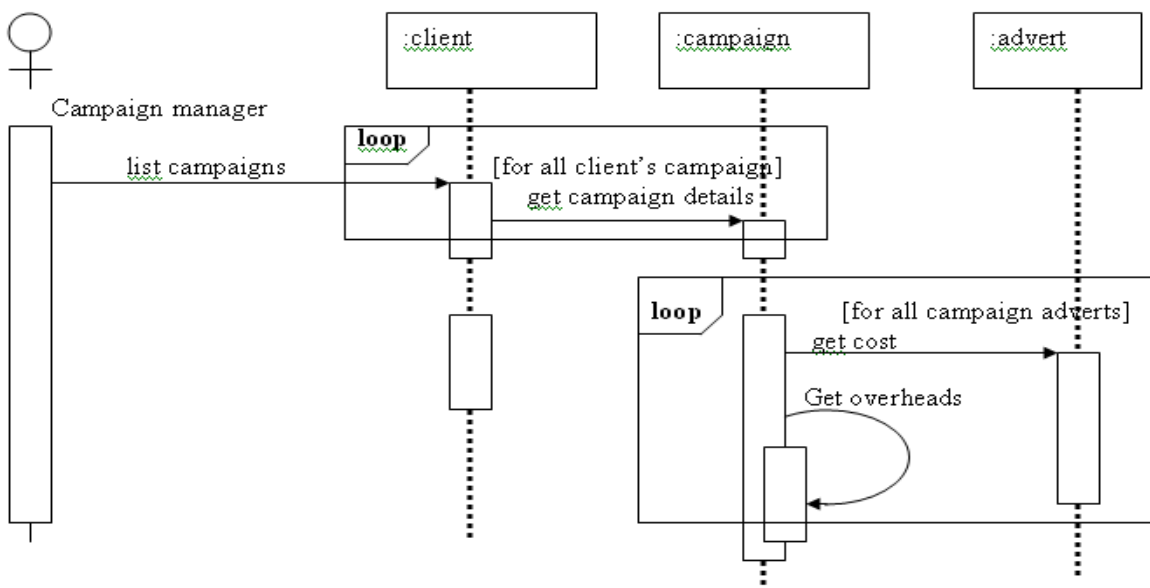 :client
:campaign
:advert
Campaign manager
loop
list campaigns
[for all client's campaign]
get campaign details
loop
[for all campaign adverts]
get cost
Get overheads